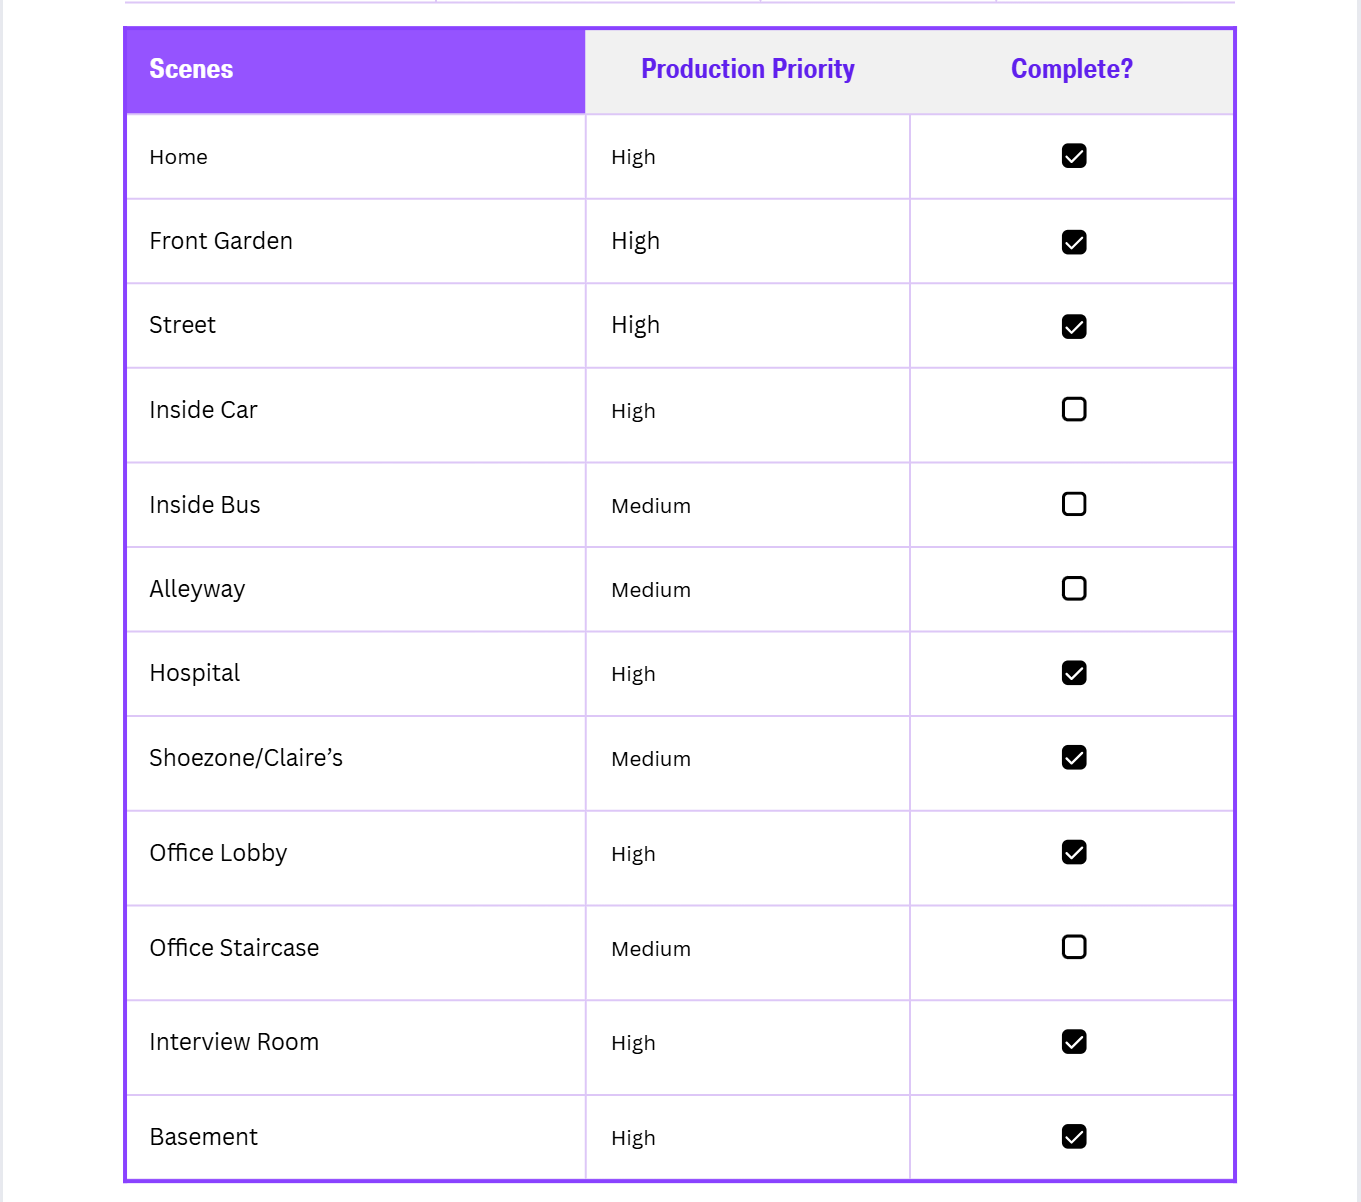 Scenes Production Priority Complete?
Home High
Front Garden High
Street High
Inside Car High
Inside Bus Medium
Alleyway Medium
Hospital High
Shoezone/Claire’s Medium
Office Lobby High
Office Staircase Medium
Interview Room High
Basement High